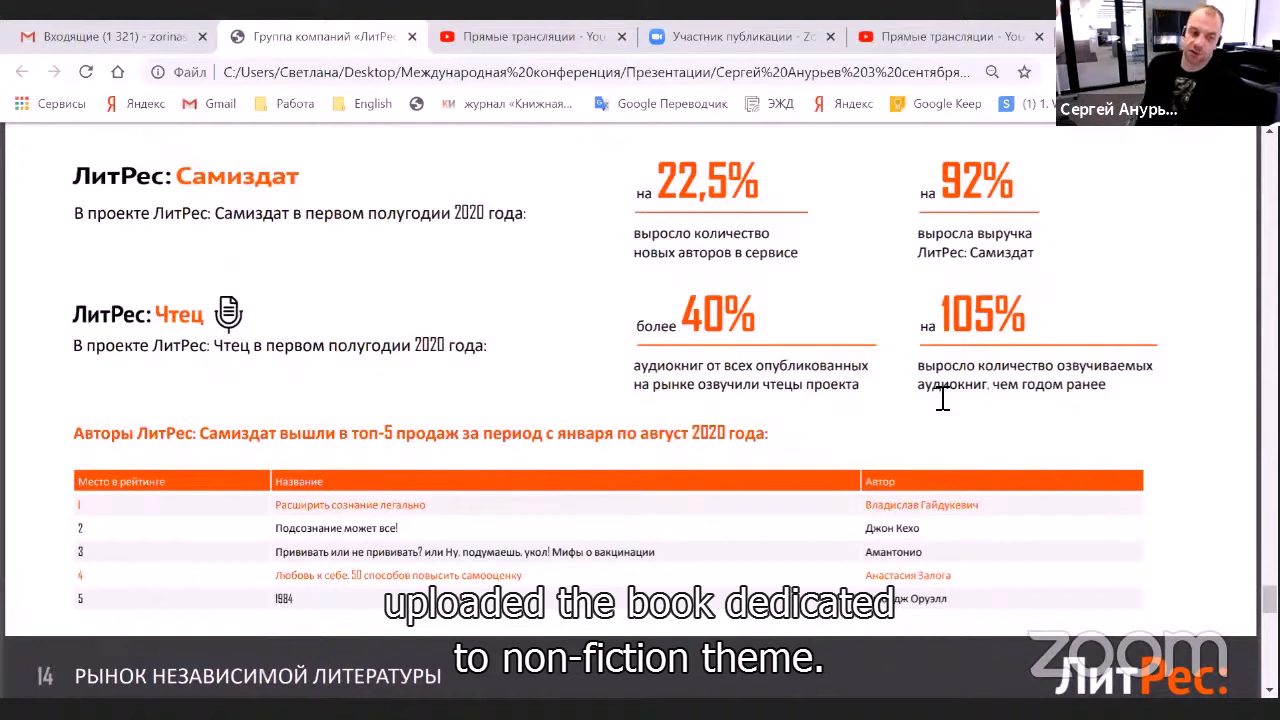 Входящие (1 321) - zorinas
Группа компаний «ЛитРе
Прямые трансляции - You
Участник публикации - Zo
Прямые трансляции - You
Файл C:/Users/Светлана/Desktop/Международная%20конференция/Презентации/Сергей%20Анурьев%203%20сентября...
Сервисы Яндекс Gmail Работа English журнал «Книжная... Google Переводчик ЭЖД Яндекс Google Keep (1) 1.
Сергей Анурь...
ЛитРес: Самиздат
В проекте ЛитРес: Самиздат в первом полугодии 2020 года:
на 22,5%
выросло количество
новых авторов в сервисе
на 92%
выросла выручка
ЛитРес: Самиздат
ЛитРес: Чтец
В проекте ЛитРес: Чтец в первом полугодии 2020 года:
более 40%
аудиокниг от всех опубликованных
на рынке озвучили чтецы проекта
на 105%
выросло количество озвучиваемых
аудиокниг, чем годом ранее
Авторы ЛитРес: Самиздат вышли в топ-5 продаж за период с января по август 2020 года:
Место в рейтинге Название Автор
1 Расширить сознание легально Владислав Гайдукевич
2 Подсознание может все! Джон Кехо
3 Прививать или не прививать? или Ну, подумаешь, укол! Мифы о вакцинации Амантонио
4 Любовь к себе. 50 способов повысить самооценку Анастасия Залога
5 1984 Оруэлл
uploaded the book dedicated
to non-fiction theme.
14 РЫНОК НЕЗАВИСИМОЙ ЛИТЕРАТУРЫ
zoom
ЛитРес: